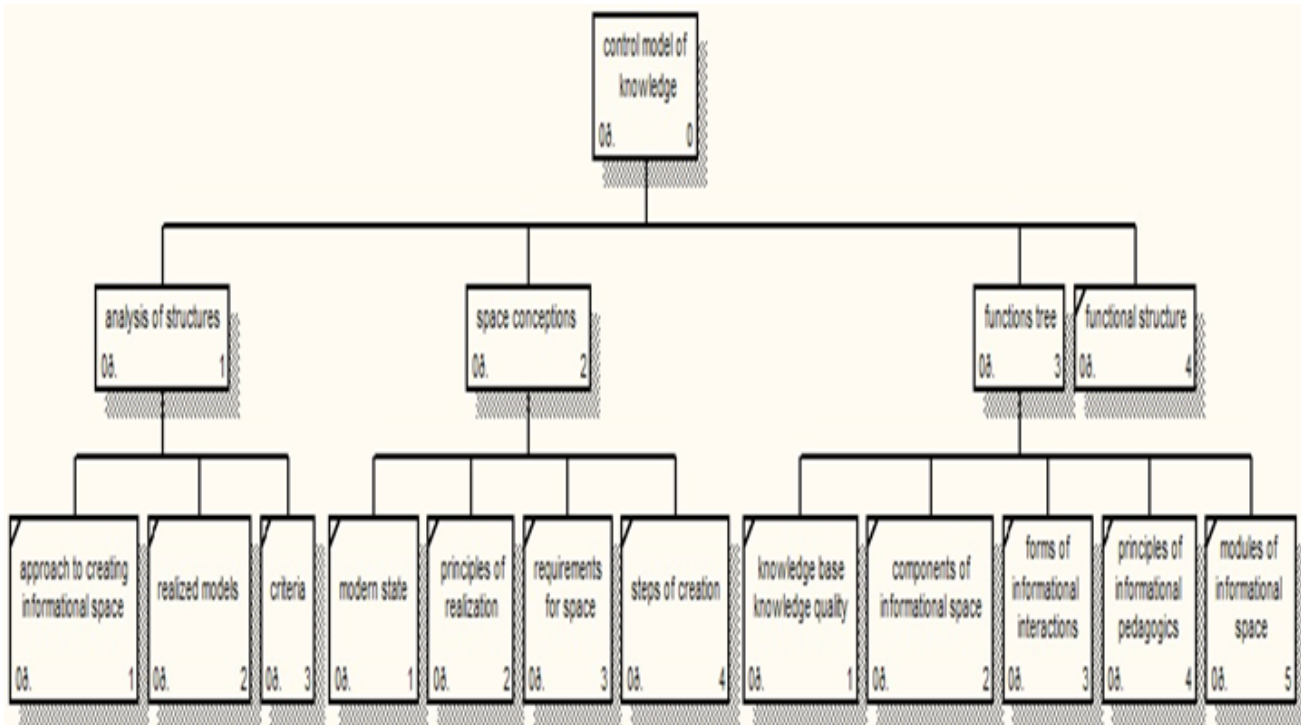 control model of
knowledge
0ð. 0
analysis of structures
0ð. 1
space conceptions
0ð. 2
functions tree
0ð. 3
functional structure
0ð. 4
approach to creating
informational space
0ð. 1
realized models
0ð. 2
criteria
0ð. 3
modern state
0ð. 1
principles of
realization
0ð. 2
requirements
for space
0ð. 3
steps of creation
0ð. 4
knowledge base
knowledge quality
0ð. 1
components of
informational space
0ð. 2
forms of
informational
interactions
0ð. 3
principles of
informational
pedagogics
0ð. 4
modules of
informational
space
0ð. 5